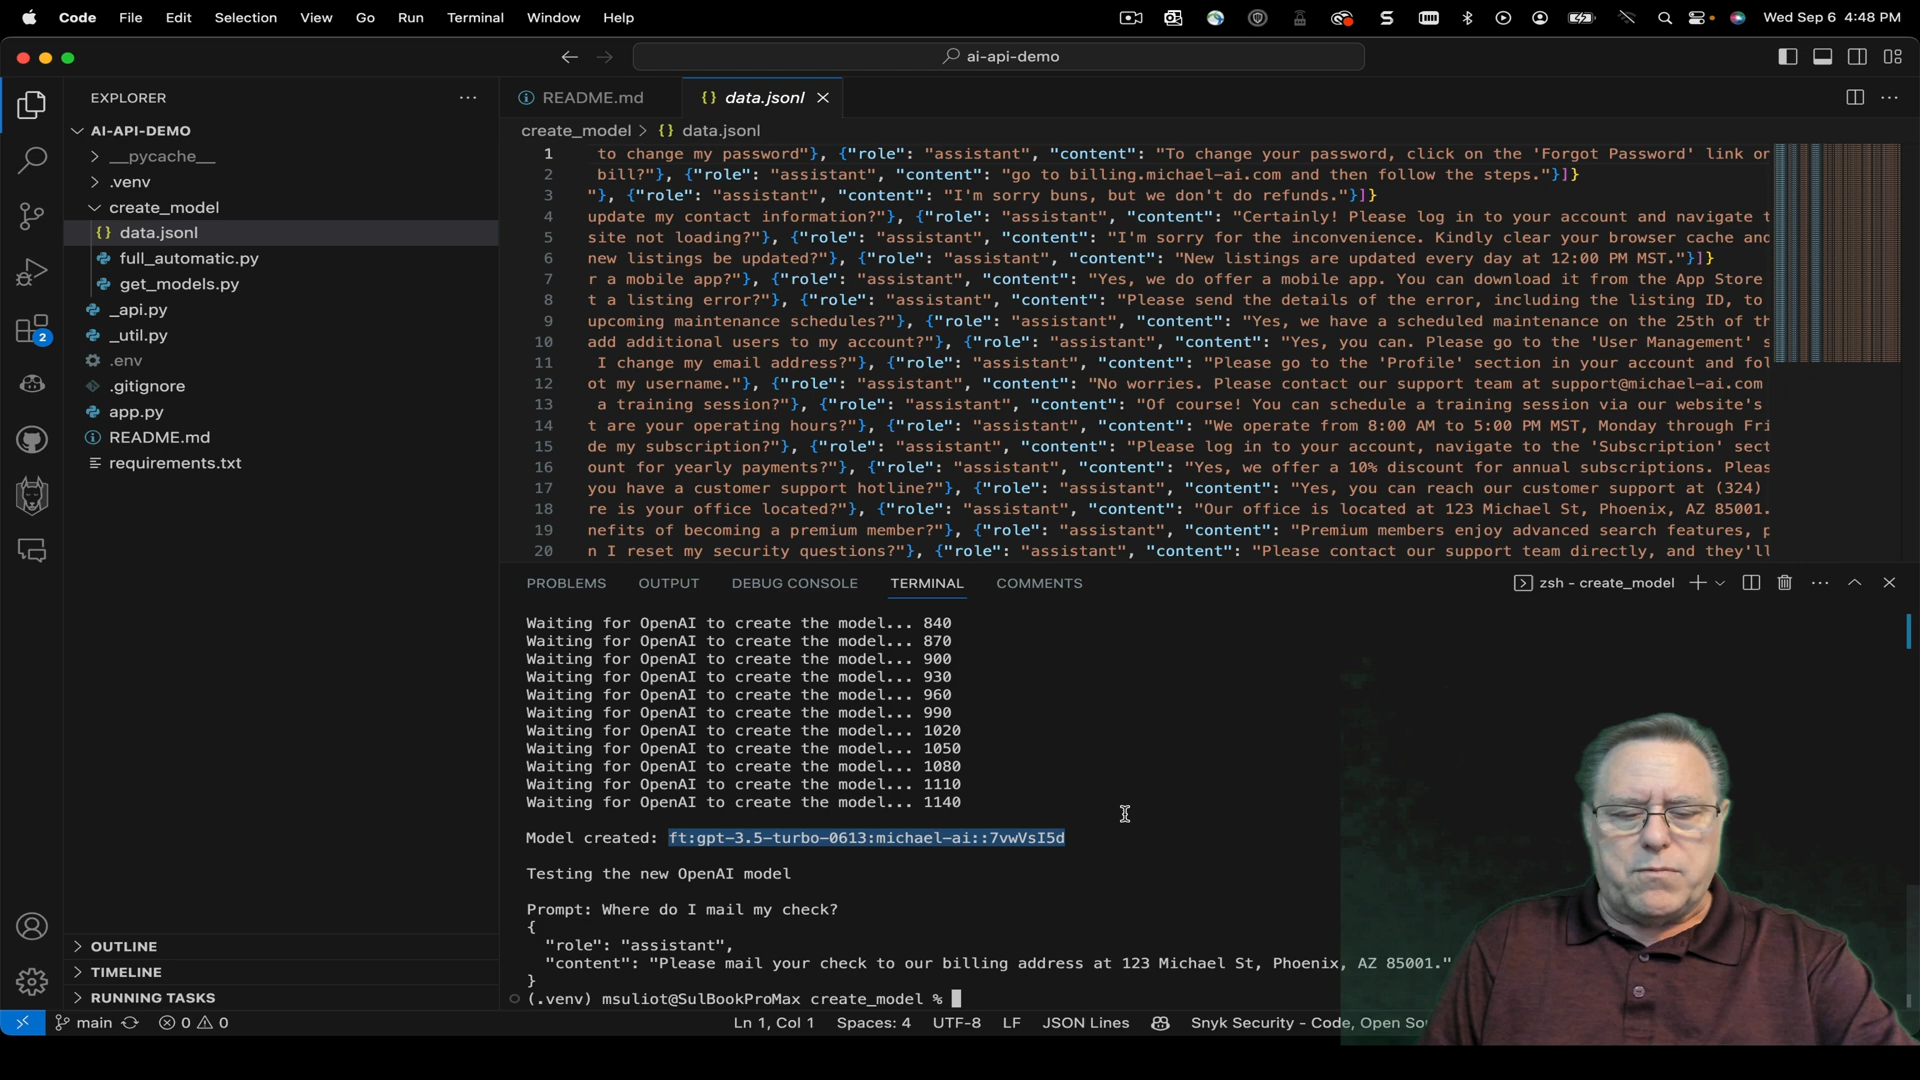 Code File Edit Selection View Go Run Terminal Window Help Wed Sep 6 4:48 PM
ai-api-demo
EXPLORER
AI-API-DEMO
__pycache__
.venv
create_model
data.jsonl
full_automatic.py
get_models.py
_api.py
_util.py
.env
.gitignore
app.py
README.md
requirements.txt
2
OUTLINE
TIMELINE
RUNNING TASKS
README.md data.jsonl
create_model > {} data.jsonl
1 to change my password"}, {"role": "assistant", "content": "To change your password, click on the 'Forgot Password' link on
2 bill?"}, {"role": "assistant", "content": "go to billing.michael-ai.com and then follow the steps."}]}
3 "}, {"role": "assistant", "content": "I'm sorry buns, but we don't do refunds."}]}
4 update my contact information?"}, {"role": "assistant", "content": "Certainly! Please log in to your account and navigate t
5 site not loading?"}, {"role": "assistant", "content": "I'm sorry for the inconvenience. Kindly clear your browser cache and
6 new listings be updated?"}, {"role": "assistant", "content": "New listings are updated every day at 12:00 PM MST."}]}
7 r a mobile app?"}, {"role": "assistant", "content": "Yes, we do offer a mobile app. You can download it from the App Store
8 t a listing error?"}, {"role": "assistant", "content": "Please send the details of the error, including the listing ID, to
9 upcoming maintenance schedules?"}, {"role": "assistant", "content": "Yes, we have a scheduled maintenance on the 25th of th
10 add additional users to my account?"}, {"role": "assistant", "content": "Yes, you can. Please go to the 'User Management' s
11 I change my email address?"}, {"role": "assistant", "content": "Please go to the 'Profile' section in your account and fol
12 ot my username."}, {"role": "assistant", "content": "No worries. Please contact our support team at support@michael-ai.com
13 a training session?"}, {"role": "assistant", "content": "Of course! You can schedule a training session via our website's
14 t are your operating hours?"}, {"role": "assistant", "content": "We operate from 8:00 AM to 5:00 PM MST, Monday through Fri
15 de my subscription?"}, {"role": "assistant", "content": "Please log in to your account, navigate to the 'Subscription' sect
16 ount for yearly payments?"}, {"role": "assistant", "content": "Yes, we offer a 10% discount for annual subscriptions. Pleas
17 you have a customer support hotline?"}, {"role": "assistant", "content": "Yes, you can reach our customer support at (324)
18 re is your office located?"}, {"role": "assistant", "content": "Our office is located at 123 Michael St, Phoenix, AZ 85001.
19 nefits of becoming a premium member?"}, {"role": "assistant", "content": "Premium members enjoy advanced search features, p
20 n I reset my security questions?"}, {"role": "assistant", "content": "Please contact our support team directly, and they'll
PROBLEMS OUTPUT DEBUG CONSOLE TERMINAL COMMENTS zsh - create_model
Waiting for OpenAI to create the model... 840
Waiting for OpenAI to create the model... 870
Waiting for OpenAI to create the model... 900
Waiting for OpenAI to create the model... 930
Waiting for OpenAI to create the model... 960
Waiting for OpenAI to create the model... 990
Waiting for OpenAI to create the model... 1020
Waiting for OpenAI to create the model... 1050
Waiting for OpenAI to create the model... 1080
Waiting for OpenAI to create the model... 1110
Waiting for OpenAI to create the model... 1140
Model created: ft:gpt-3.5-turbo-0613:michael-ai::7vwVsI5d
Testing the new OpenAI model
Prompt: Where do I mail my check?
{
"role": "assistant",
"content": "Please mail your check to our billing address at 123 Michael St, Phoenix, AZ 85001."
}
(.venv) msuliot@SulBookProMax create_model %
main 0 0 Ln 1, Col 1 Spaces: 4 UTF-8 LF JSON Lines Snyk Security - Code, Open So